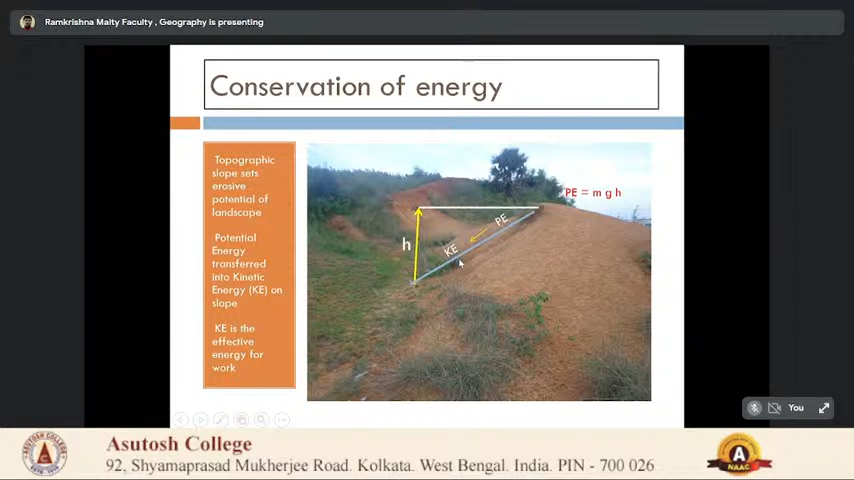 Ramkrishna Maity Faculty , Geography is presenting
Conservation of energy
Topographic
slope sets
erosive
potential of
landscape
Potential
Energy
transferred
into Kinetic
Energy (KE) on
slope
KE is the
effective
energy for
work
PE = m g h
PE
KE
h
You
Asutosh College
92, Shyamaprasad Mukherjee Road. Kolkata. West Bengal. India. PIN - 700 026
A
NAAC